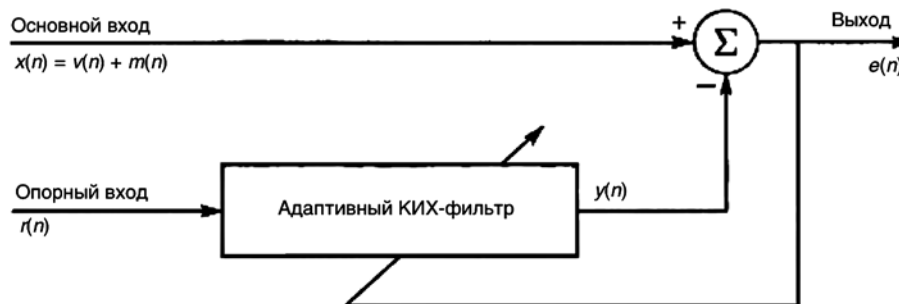 Основной вход
x(n) = v(n) + m(n)
+
Σ
−
Выход
e(n)
Опорный вход
r(n)
Адаптивный КИХ-фильтр
y(n)